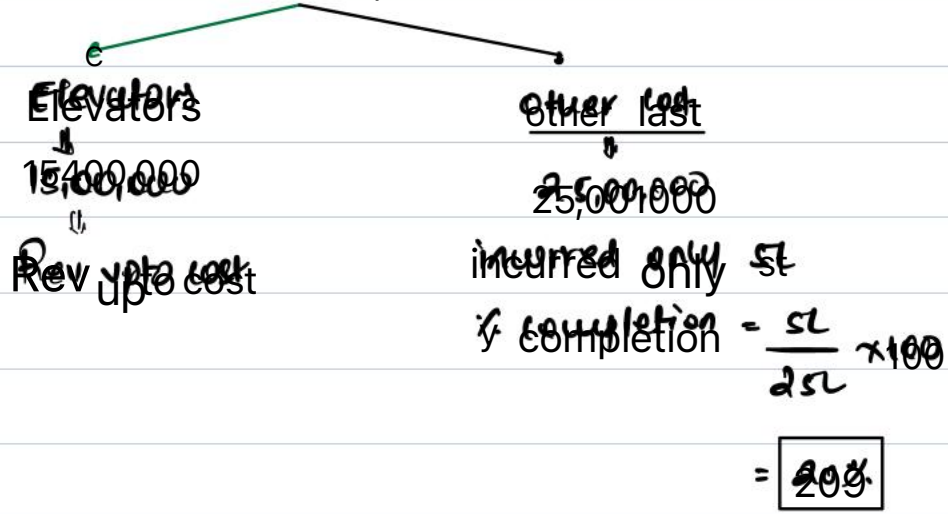 Elevators
15,00,000
Rev upto cost
other cost
25,00,000
incurred only 5L
% completion = 5L / 25L × 100
= 20%